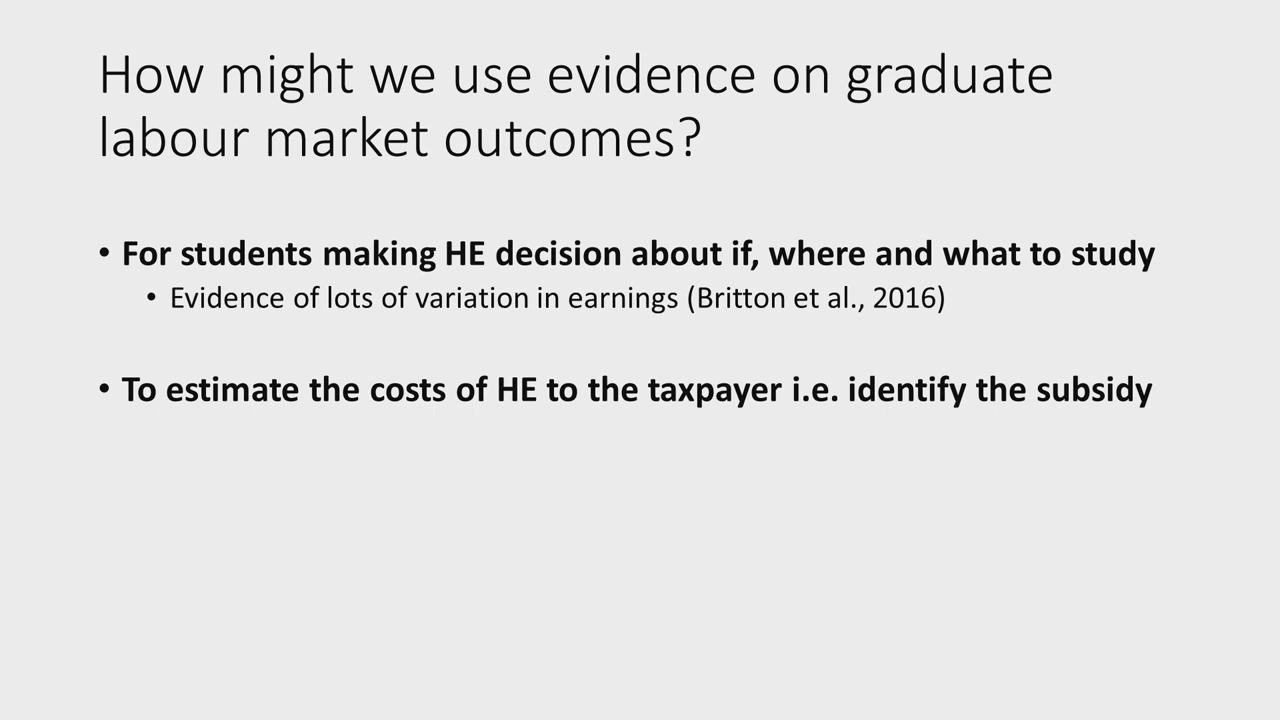 How might we use evidence on graduate
labour market outcomes?
• For students making HE decision about if, where and what to study
• Evidence of lots of variation in earnings (Britton et al., 2016)
• To estimate the costs of HE to the taxpayer i.e. identify the subsidy